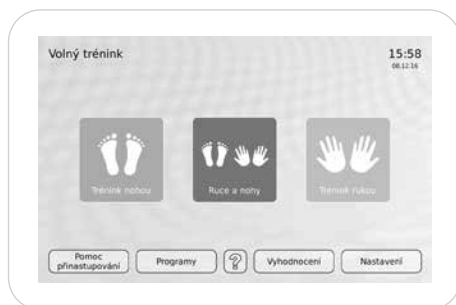 Volný trénink
15:58
08.12.16
Trénink nohou
Ruce a nohy
Trénink rukou
Pomoc
přinastupování
Programy
?
Vyhodnocení
Nastavení